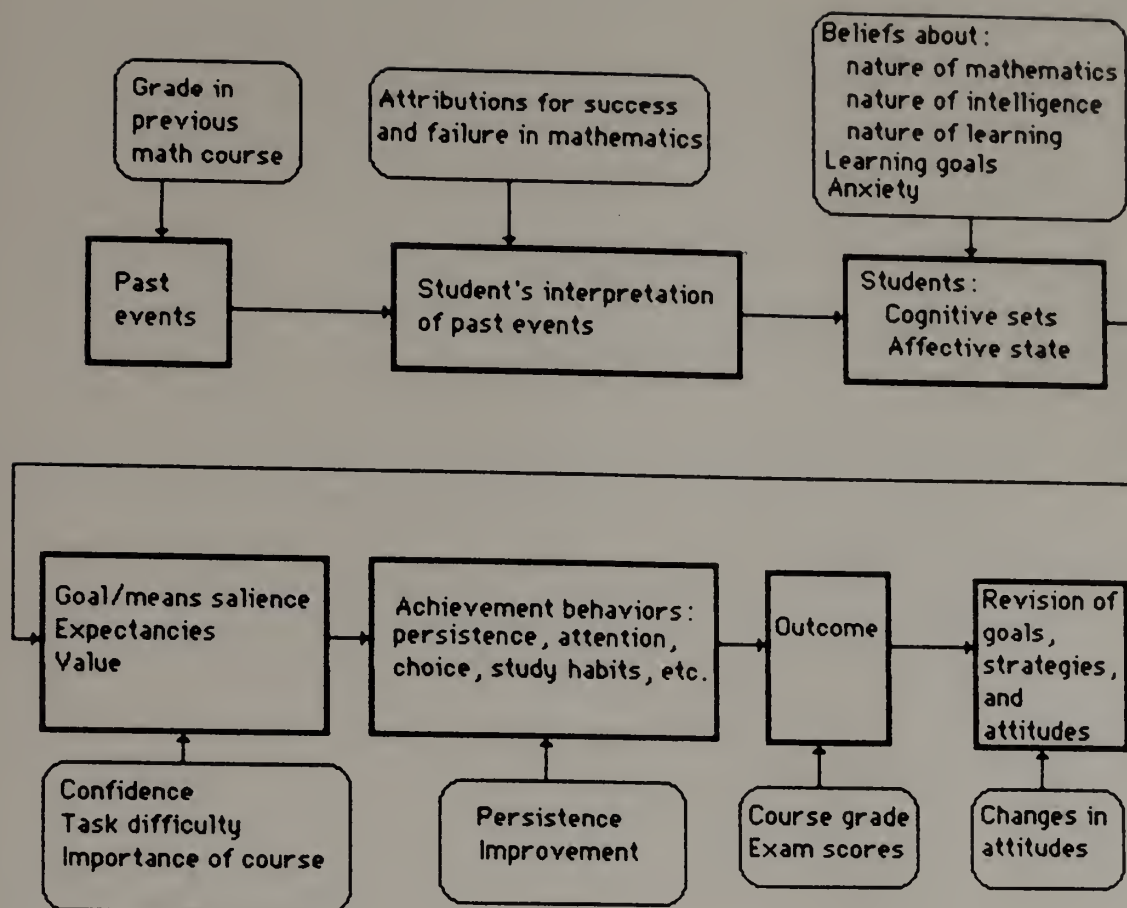 Grade in
previous
math course
Attributions for success
and failure in mathematics
Beliefs about:
nature of mathematics
nature of intelligence
nature of learning
Learning goals
Anxiety
Past
events
Student's interpretation
of past events
Students:
Cognitive sets
Affective state
Goal/means salience
Expectancies
Value
Achievement behaviors:
persistence, attention,
choice, study habits, etc.
Outcome
Revision of
goals,
strategies,
and
attitudes
Confidence
Task difficulty
Importance of course
Persistence
Improvement
Course grade
Exam scores
Changes in
attitudes